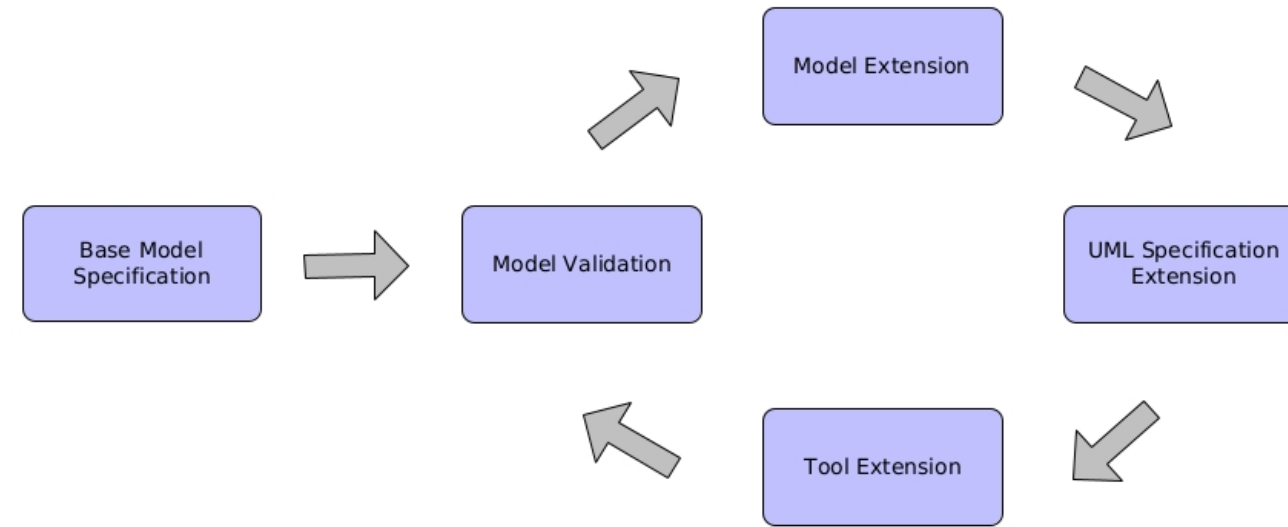 Model Extension
Base Model
Specification
Model Validation
UML Specification
Extension
Tool Extension